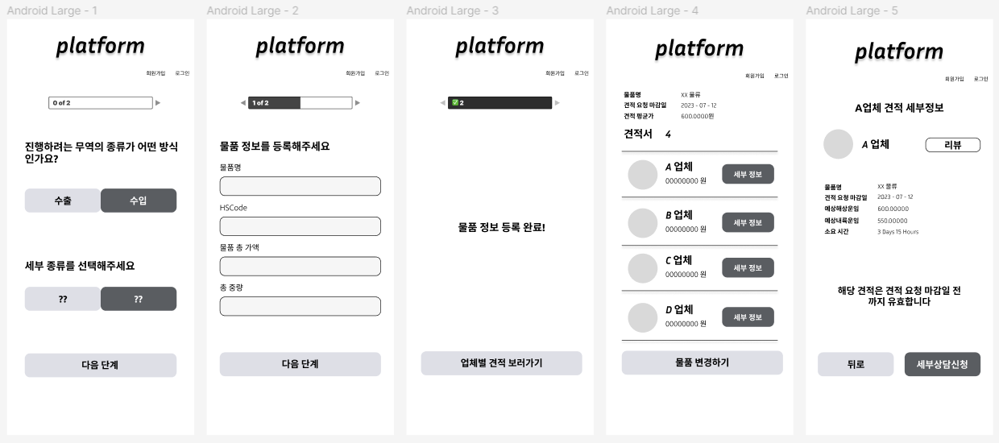 Android Large - 1
platform
회원가입 로그인
0 of 2
진행하려는 무역의 종류가 어떤 방식
인가요?
수출 수입
세부 종류를 선택해주세요
?? ??
다음 단계
Android Large - 2
platform
회원가입 로그인
1 of 2
물품 정보를 등록해주세요
물품명
HSCode
물품 총 가액
총 중량
다음 단계
Android Large - 3
platform
회원가입 로그인
✅ 2
물품 정보 등록 완료!
업체별 견적 보러가기
Android Large - 4
platform
회원가입 로그인
물품명 XX 물류
견적 요청 마감일 2023 - 07 - 12
견적 평균가 600.0000원
견적서 4
A 업체
00000000 원
세부 정보
B 업체
00000000 원
세부 정보
C 업체
00000000 원
세부 정보
D 업체
00000000 원
세부 정보
물품 변경하기
Android Large - 5
platform
회원가입 로그인
A업체 견적 세부정보
A 업체 리뷰
물품명 XX 물류
견적 요청 마감일 2023 - 07 - 12
예상해상운임 600.00000
예상내륙운임 550.00000
소요 시간 3 Days 15 Hours
해당 견적은 견적 요청 마감일 전
까지 유효합니다
뒤로 세부상담신청